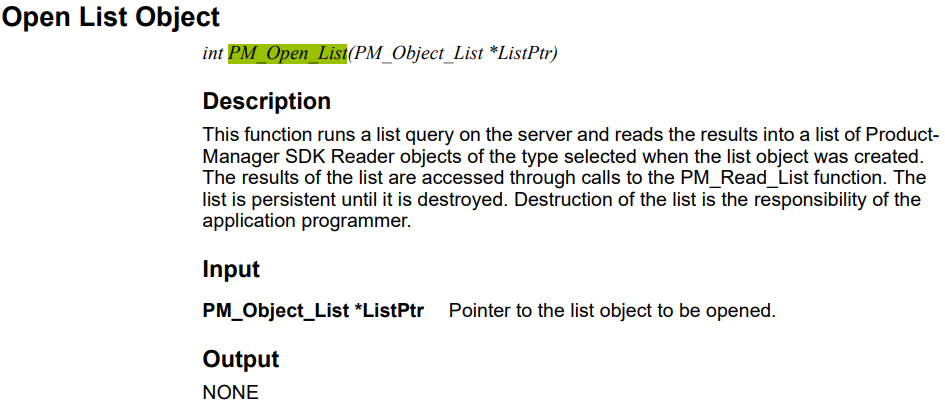 Open List Object
int PM_Open_List(PM_Object_List *ListPtr)
Description
This function runs a list query on the server and reads the results into a list of Product-
Manager SDK Reader objects of the type selected when the list object was created.
The results of the list are accessed through calls to the PM_Read_List function. The
list is persistent until it is destroyed. Destruction of the list is the responsibility of the
application programmer.
Input
PM_Object_List *ListPtr Pointer to the list object to be opened.
Output
NONE